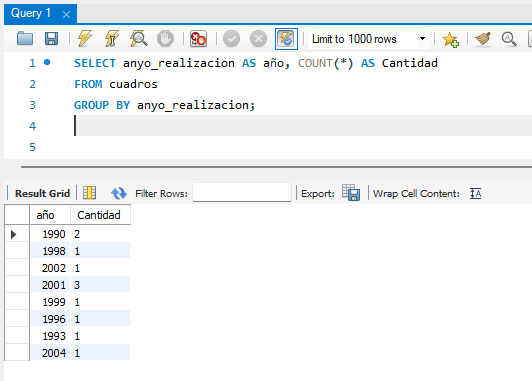 Query 1
Limit to 1000 rows
1 SELECT anyo_realizacion AS año, COUNT(*) AS Cantidad
2 FROM cuadros
3 GROUP BY anyo_realizacion;
4
5
Result Grid Filter Rows: Export: Wrap Cell Content:
año Cantidad
1990 2
1998 1
2002 1
2001 3
1999 1
1996 1
1993 1
2004 1